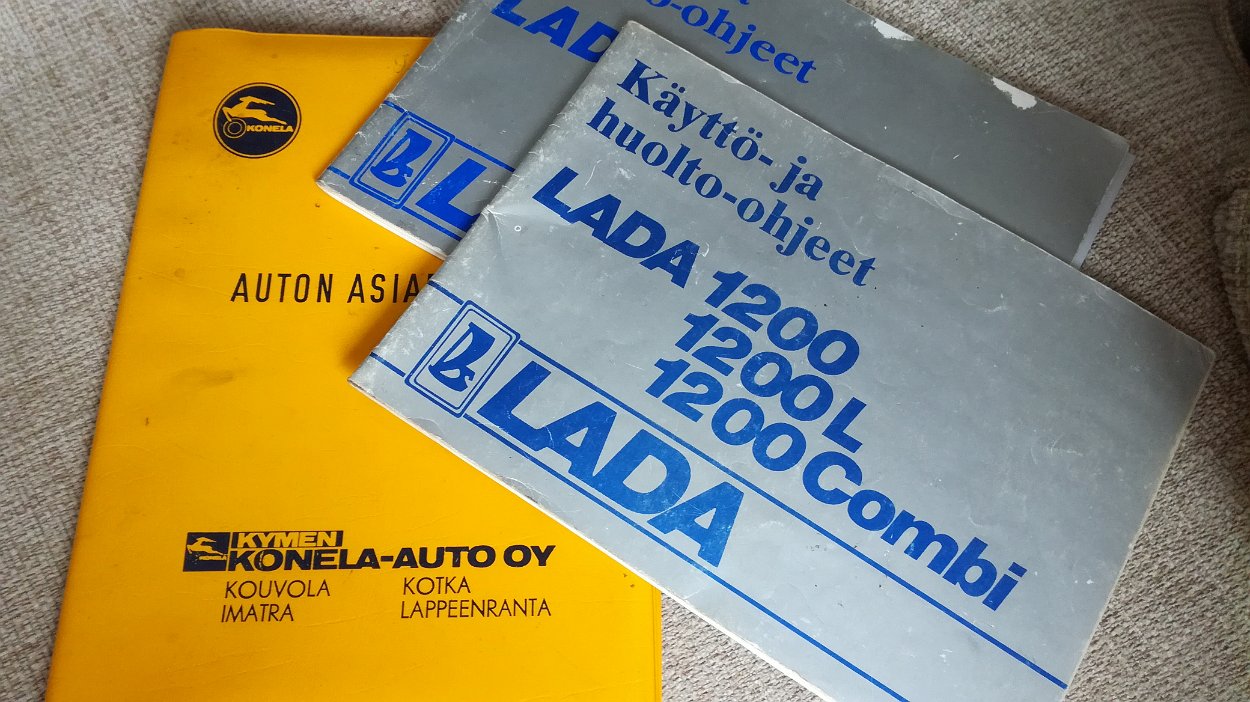 KONELA
AUTON ASIA
KONELA
KYMEN
KONELA-AUTO OY
KOUVOLA
KOTKA
IMATRA
LAPPEENRANTA
-ohjeet
LAD
L
Käyttö- ja
huolto-ohjeet
LADA 1200
1200 L
1200 Combi
LADA